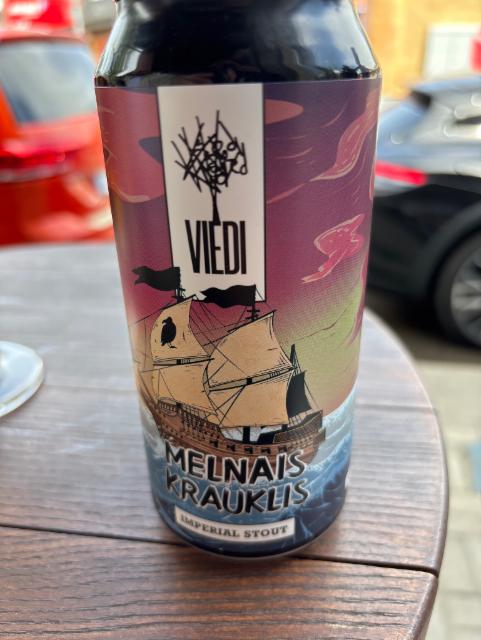 VIEDI
MELNAIS
KRAUKLIS
IMPERIAL STOUT